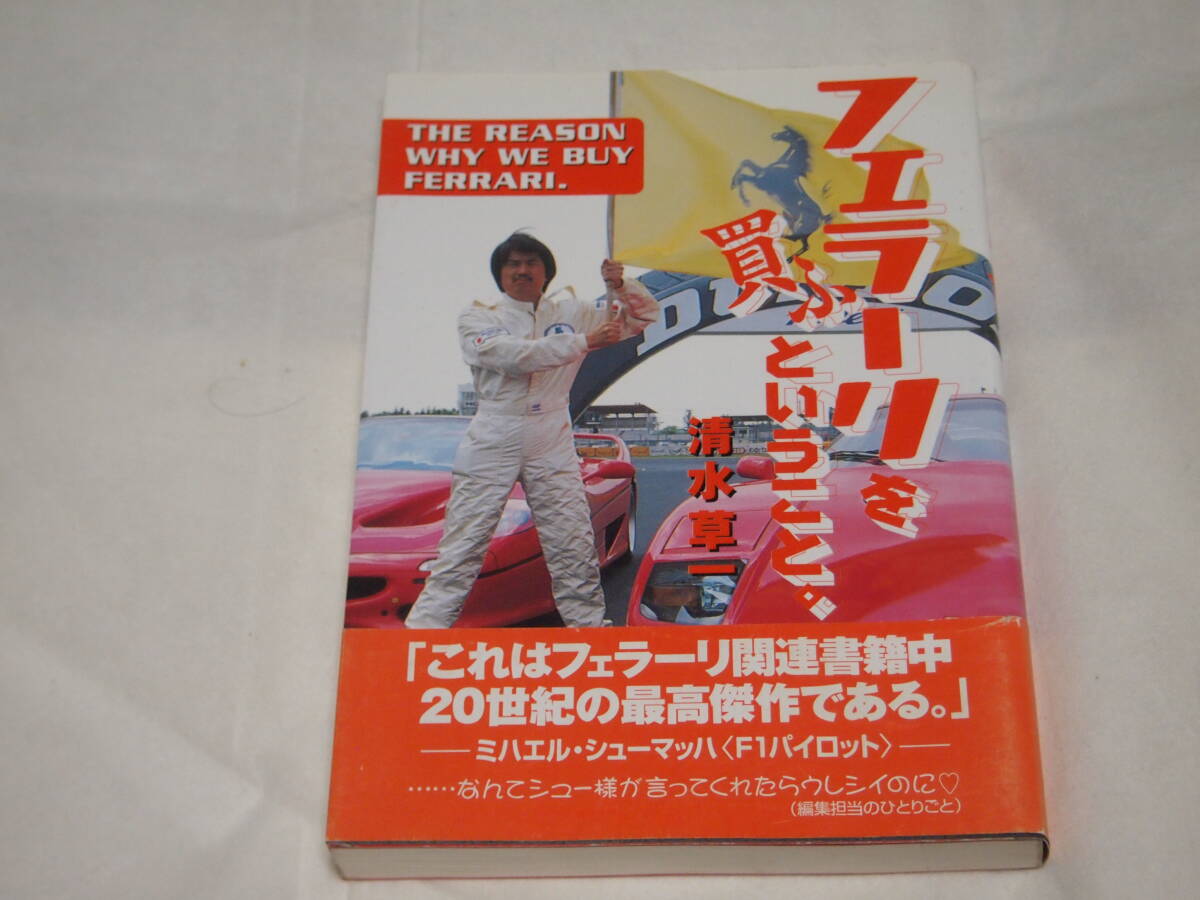 THE REASON
WHY WE BUY
FERRARI.
フェラーリを
買ふ
ということ…。
清水草一
DUNLO
「これはフェラーリ関連書籍中
20世紀の最高傑作である。」
── ミハエル・シューマッハ〈F1パイロット〉──
……なんてシュー様が言ってくれたらウレシイのに♡
(編集担当のひとりごと)